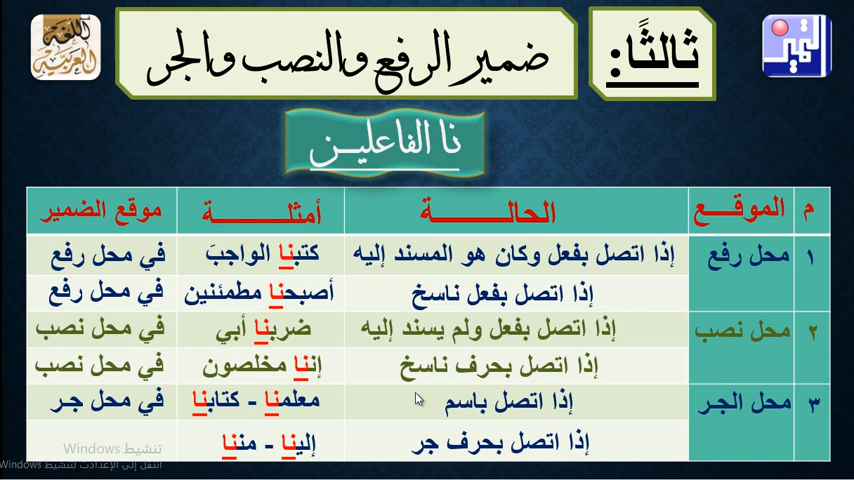 اللغة العربية
ثالثًا:
ضمير الرفع والنصب والجر
نا الفاعلين
م الموقع الحالة أمثلة موقع الضمير
١ محل رفع إذا اتصل بفعل وكان هو المسند إليه كتبنا الواجبَ في محل رفع
إذا اتصل بفعل ناسخ أصبحنا مطمئنين في محل رفع
٢ محل نصب إذا اتصل بفعل ولم يسند إليه ضربنا أبي في محل نصب
إذا اتصل بحرف ناسخ إننا مخلصون في محل نصب
٣ محل الجر إذا اتصل باسم معلمنا - كتابنا في محل جر
إذا اتصل بحرف جر إلينا - مننا
تنشيط Windows
انتقل إلى الإعدادات لتنشيط Windows